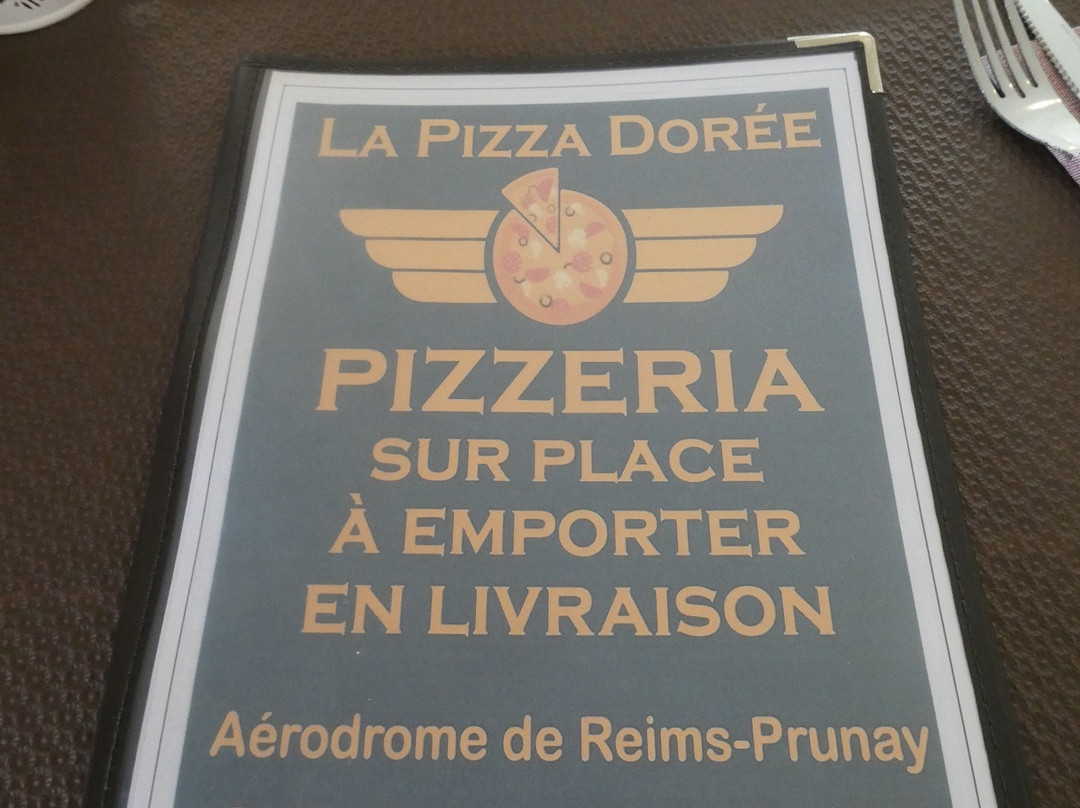 LA PIZZA DORÉE
PIZZERIA
SUR PLACE
À EMPORTER
EN LIVRAISON
Aérodrome de Reims-Prunay